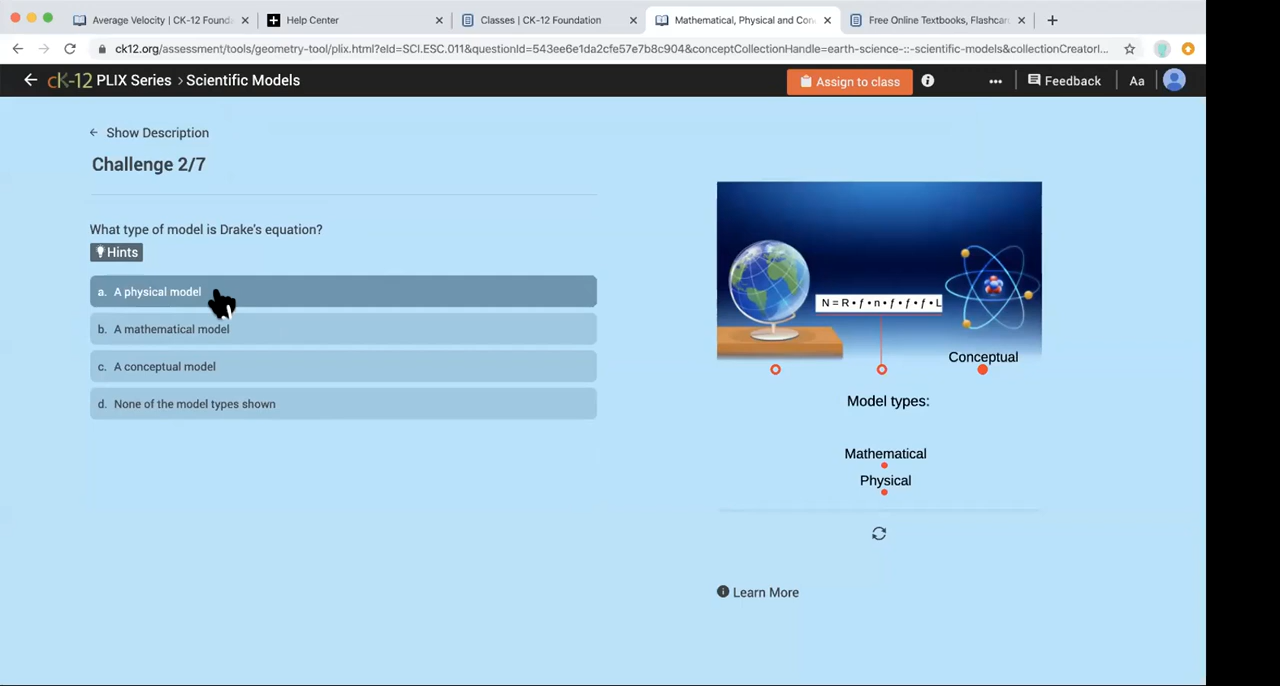 Average Velocity | CK-12 Founda
Help Center
Classes | CK-12 Foundation
Mathematical, Physical and Con
Free Online Textbooks, Flashcar
ck12.org/assessment/tools/geometry-tool/plix.html?eId=SCI.ESC.011&questionId=543ee6e1da2cfe57e7b8c904&conceptCollectionHandle=earth-science-::-scientific-models&collectionCreatorI...
cK-12 PLIX Series > Scientific Models
Assign to class
Feedback
Aa
Show Description
Challenge 2/7
What type of model is Drake's equation?
Hints
a. A physical model
b. A mathematical model
c. A conceptual model
d. None of the model types shown
N = R • ƒ • n • ƒ • ƒ • ƒ • L
Conceptual
Model types:
Mathematical
Physical
Learn More